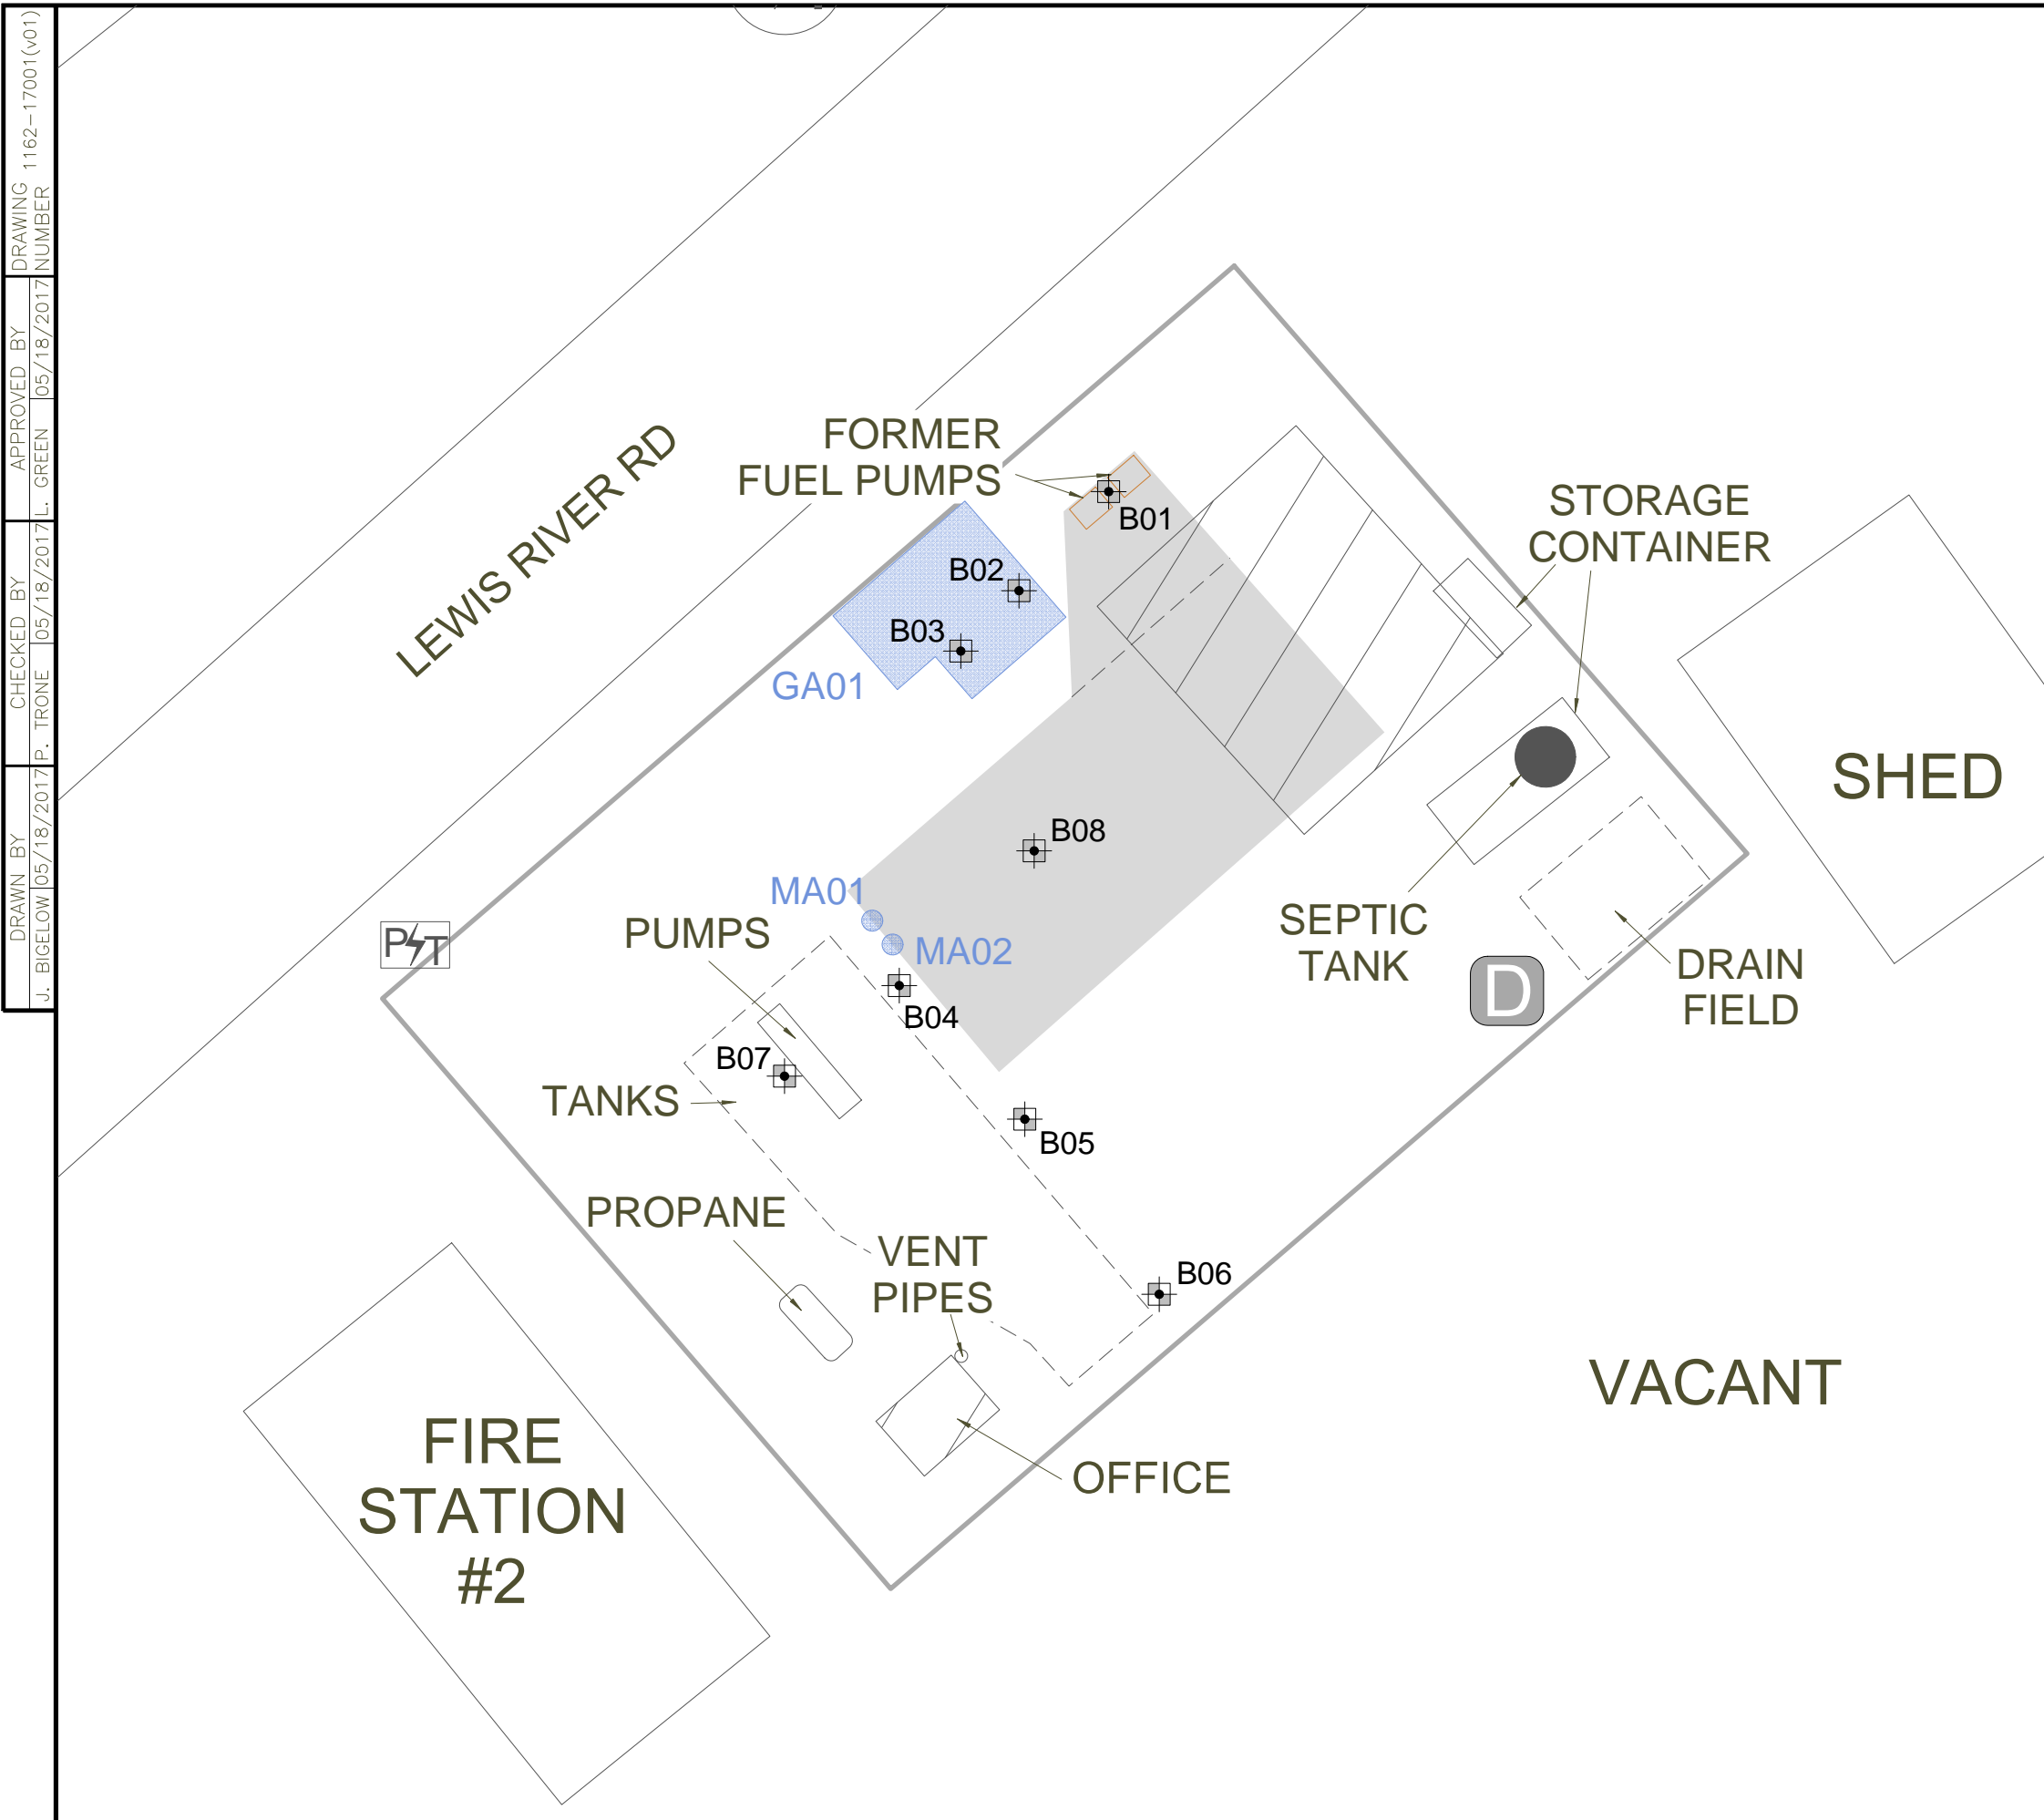 DRAWING
NUMBER
1162-17001(v01)
APPROVED BY
L. GREEN
05/18/2017
CHECKED BY
P. TRONE
05/18/2017
DRAWN BY
J. BIGELOW
05/18/2017
LEWIS RIVER RD
FORMER
FUEL PUMPS
B01
STORAGE
CONTAINER
B02
B03
GA01
SHED
B08
MA01
PUMPS
MA02
SEPTIC
TANK
P T
DRAIN
FIELD
D
B04
B07
TANKS
B05
PROPANE
VENT
PIPES
B06
VACANT
FIRE
STATION
#2
OFFICE